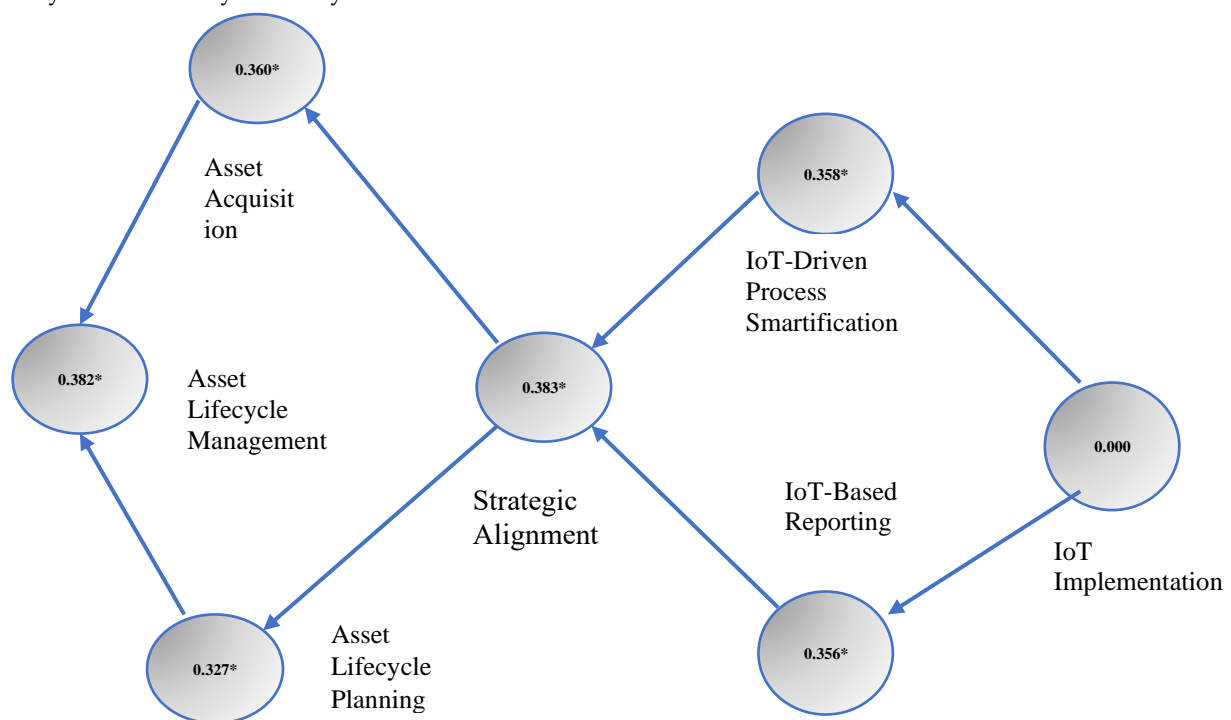 0.360*
Asset
Acquisit
ion
0.358*
IoT-Driven
Process
Smartification
0.382*
Asset
Lifecycle
Management
0.383*
Strategic
Alignment
0.000
IoT
Implementation
IoT-Based
Reporting
0.356*
0.327*
Asset
Lifecycle
Planning